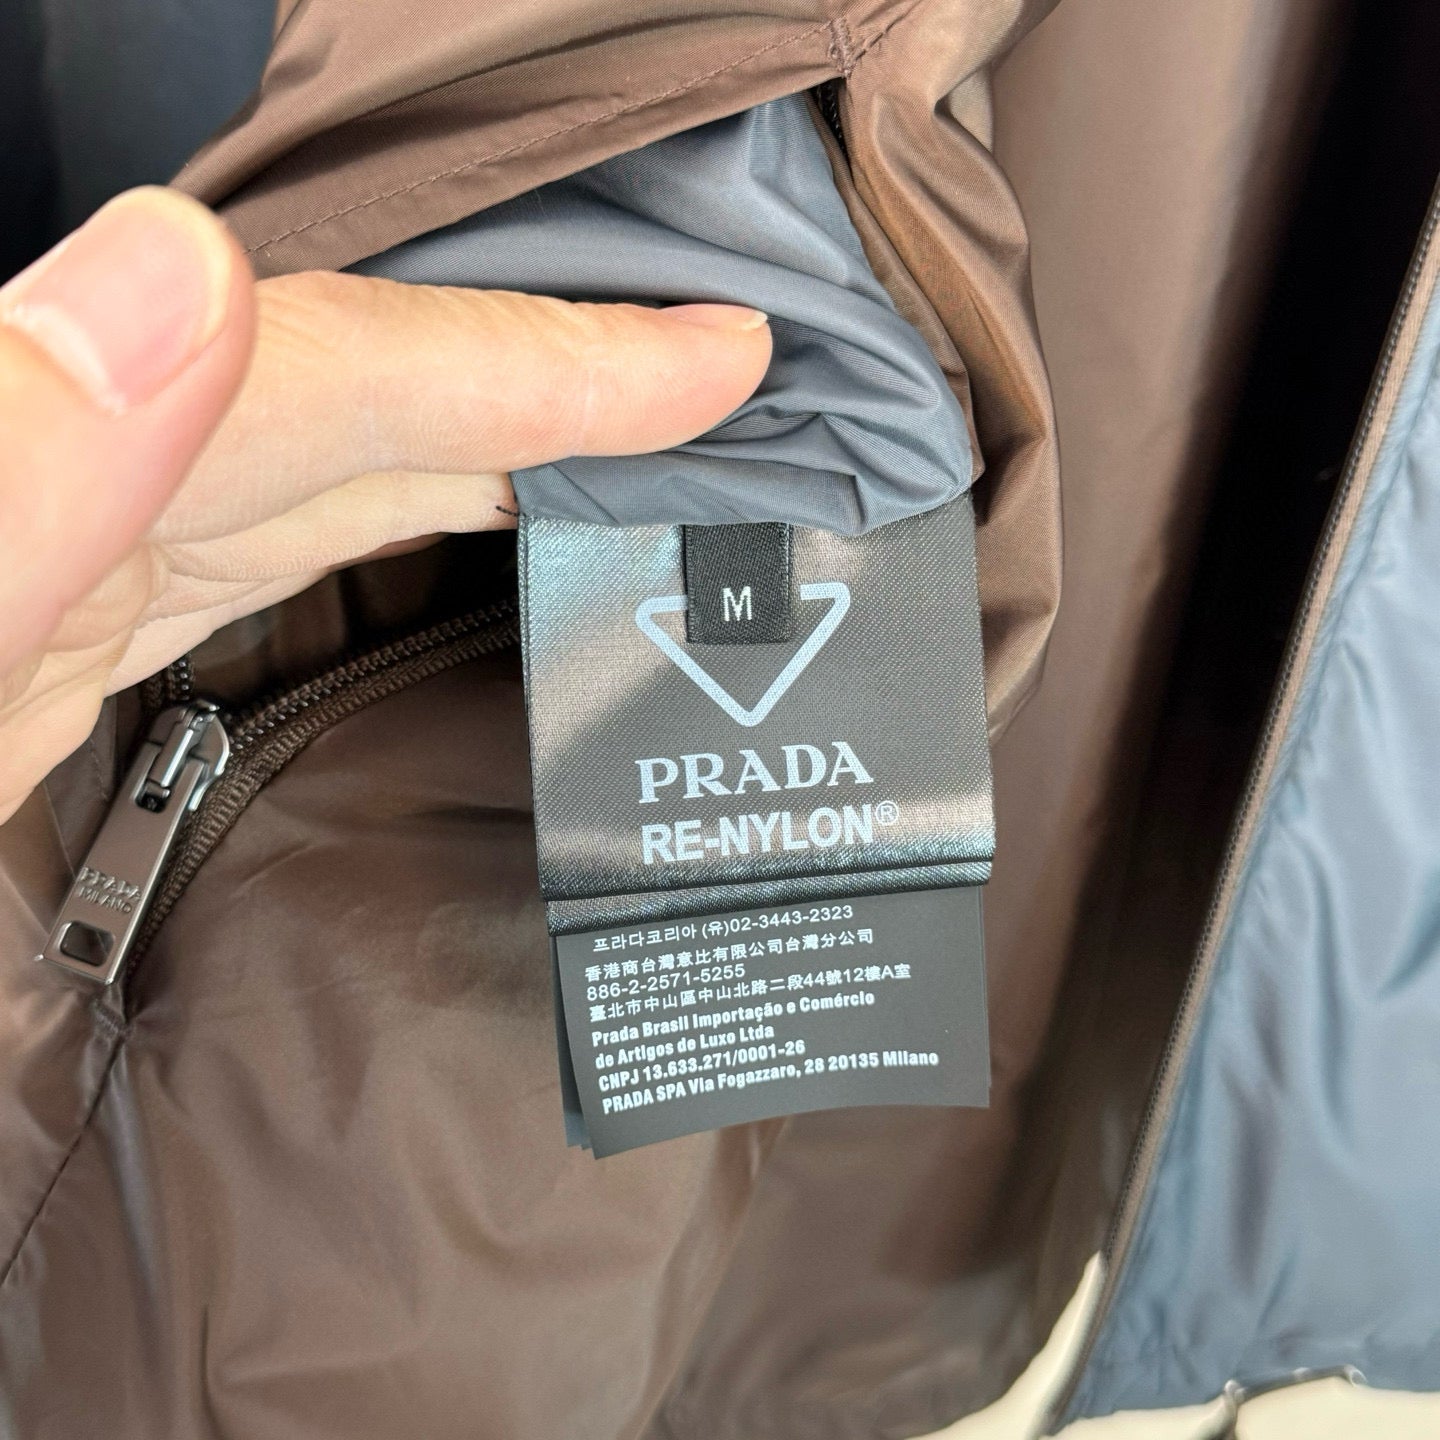 M
PRADA
RE-NYLON®
프라다코리아 (유)02-3443-2323
香港商台灣意比有限公司台灣分公司
886-2-2571-5255
臺北市中山區中山北路二段44號12樓A室
Prada Brasil Importação e Comércio
de Artigos de Luxo Ltda
CNPJ 13.633.271/0001-26
PRADA SPA Via Fogazzaro, 28 20135 Milano
PRADA
MILANO